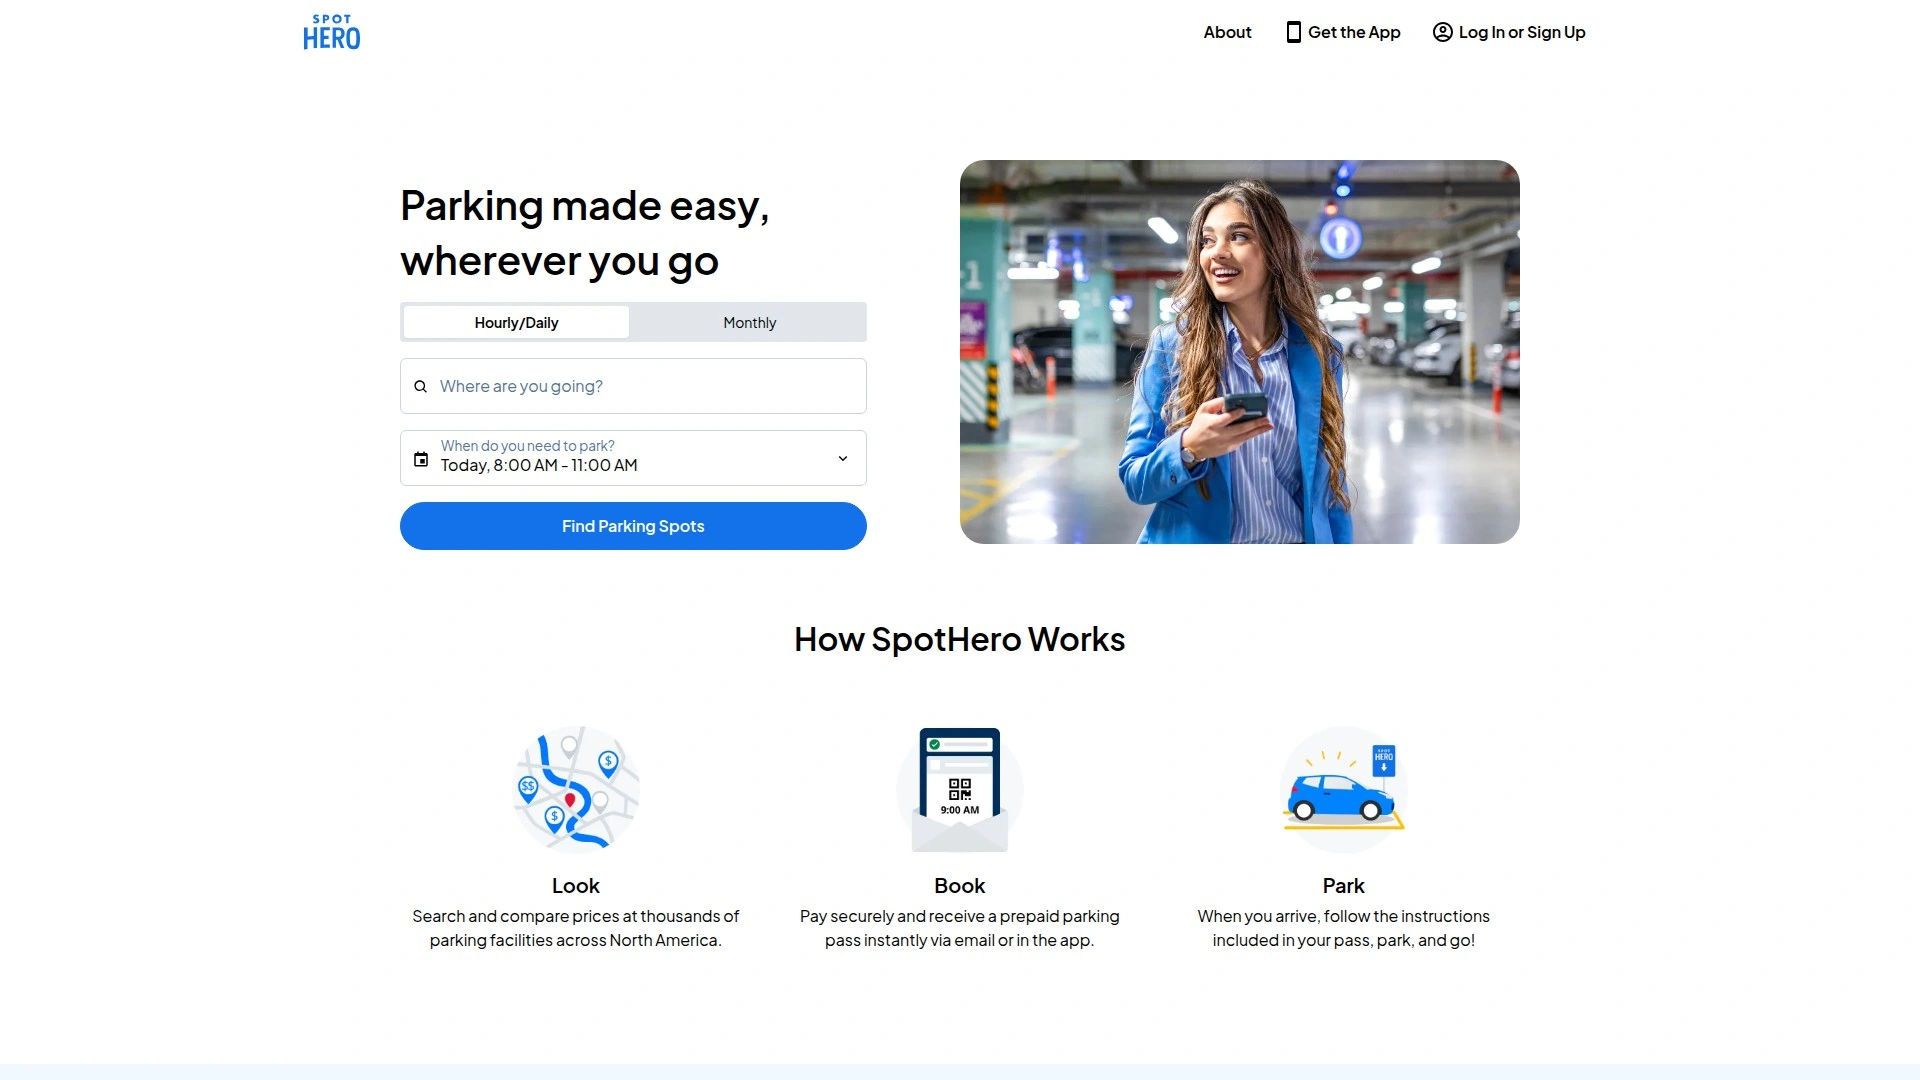 SPOT
HERO
About
Get the App
Log In or Sign Up
Parking made easy,
wherever you go
Hourly/Daily
Monthly
Where are you going?
When do you need to park?
Today, 8:00 AM - 11:00 AM
Find Parking Spots
How SpotHero Works
$
$$
$
9:00 AM
SPOT
HERO
Look
Book
Park
Search and compare prices at thousands of
parking facilities across North America.
Pay securely and receive a prepaid parking
pass instantly via email or in the app.
When you arrive, follow the instructions
included in your pass, park, and go!